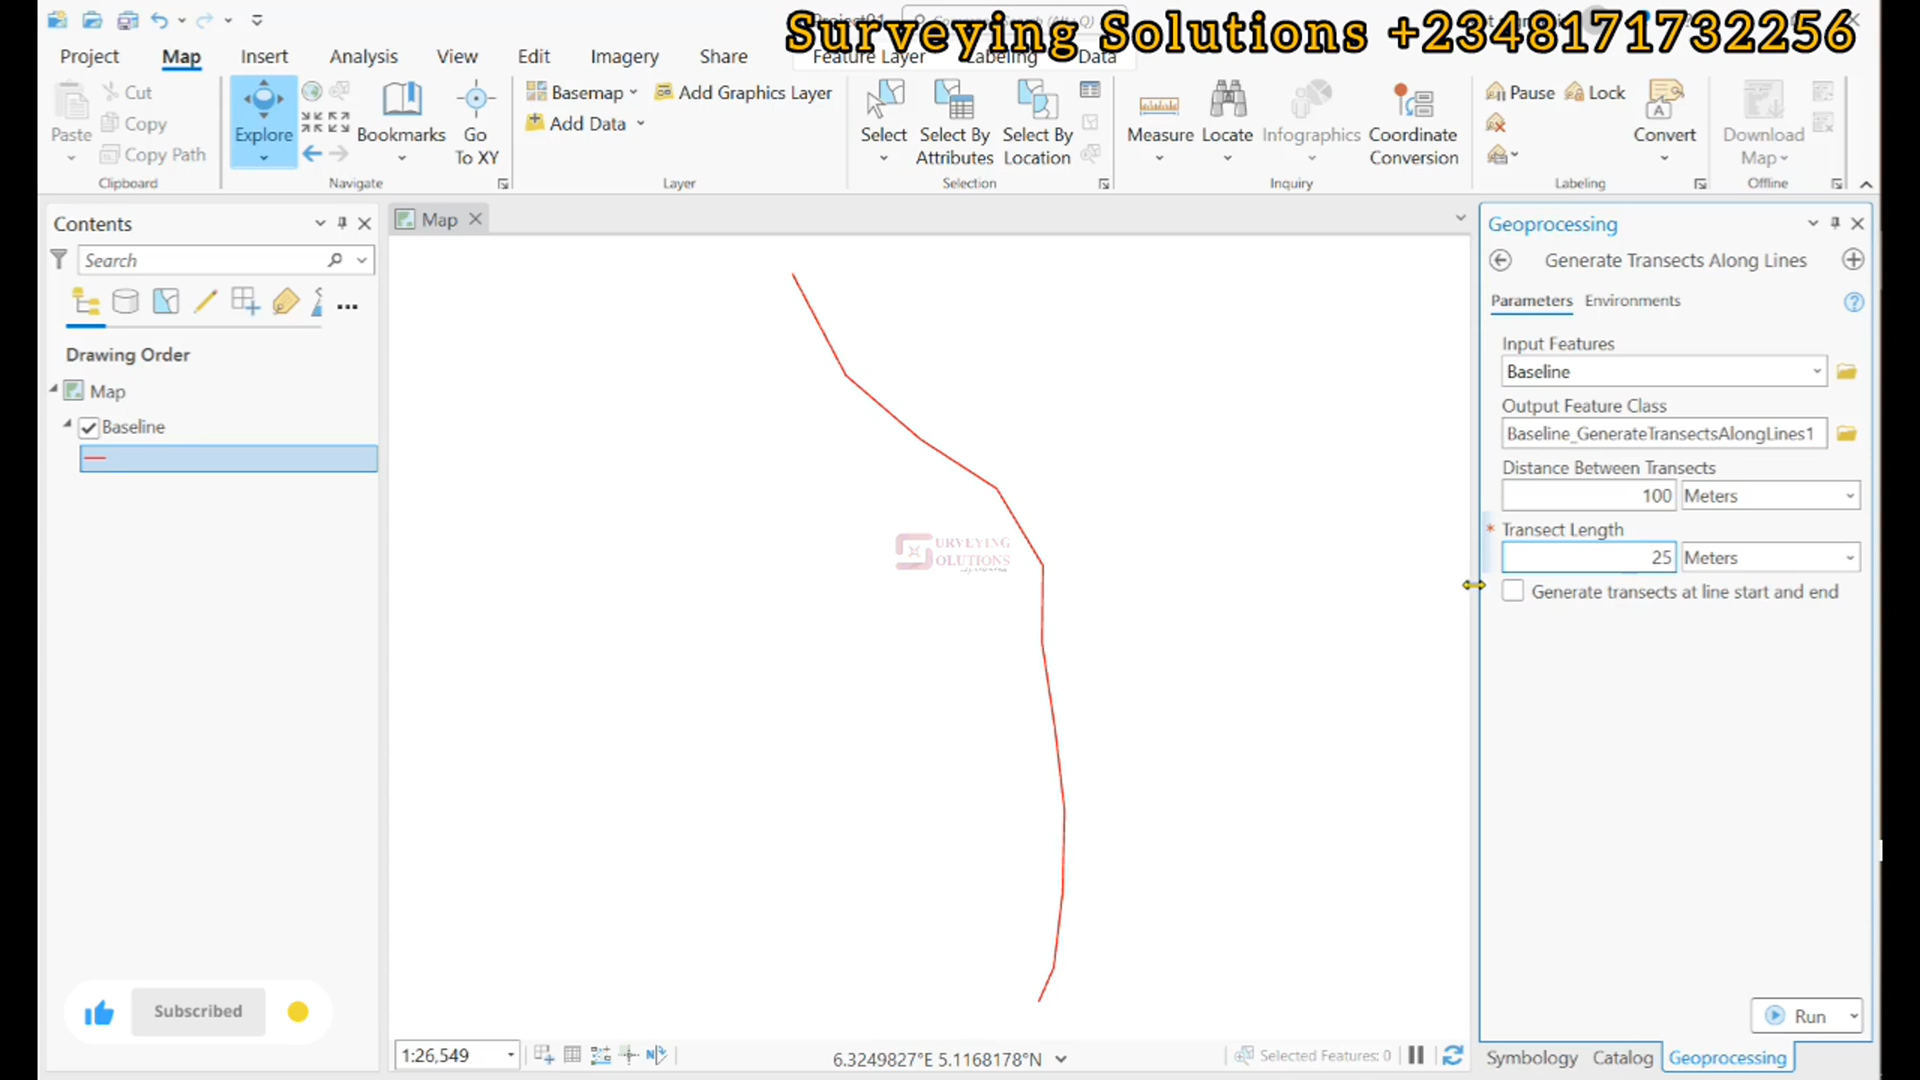 Surveying Solutions +2348171732256
Project Map Insert Analysis View Edit Imagery Share Feature Layer Labeling Data
Paste
Cut
Copy
Copy Path
Clipboard
Explore
Bookmarks
Go
To XY
Navigate
Basemap
Add Data
Add Graphics Layer
Layer
Select
Select By
Attributes
Select By
Location
Selection
Measure
Locate
Infographics
Coordinate
Conversion
Inquiry
Pause
Lock
Convert
Labeling
Download
Map
Offline
Contents
Search
Drawing Order
Map
Baseline
Map
URVEYING
OLUTIONS
Geoprocessing
Generate Transects Along Lines
Parameters Environments
Input Features
Baseline
Output Feature Class
Baseline_GenerateTransectsAlongLines1
Distance Between Transects
100 Meters
* Transect Length
25 Meters
Generate transects at line start and end
Run
Subscribed
1:26,549
6.3249827°E 5.1168178°N
Selected Features: 0
Symbology Catalog Geoprocessing